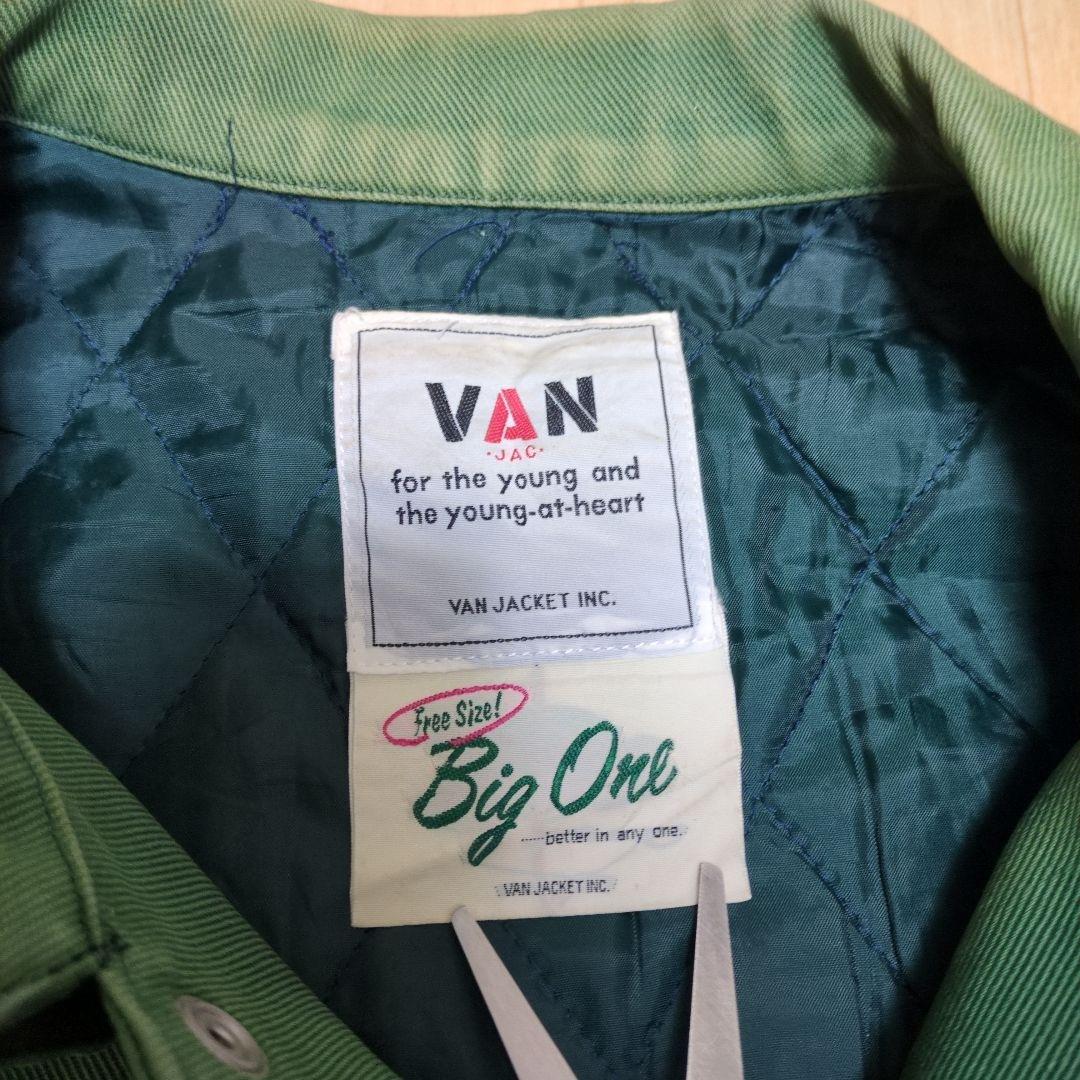 VAN
·JAC·
for the young and
the young-at-heart
VAN JACKET INC.
Free Size!
Big One
······better in any one.
VAN JACKET INC.